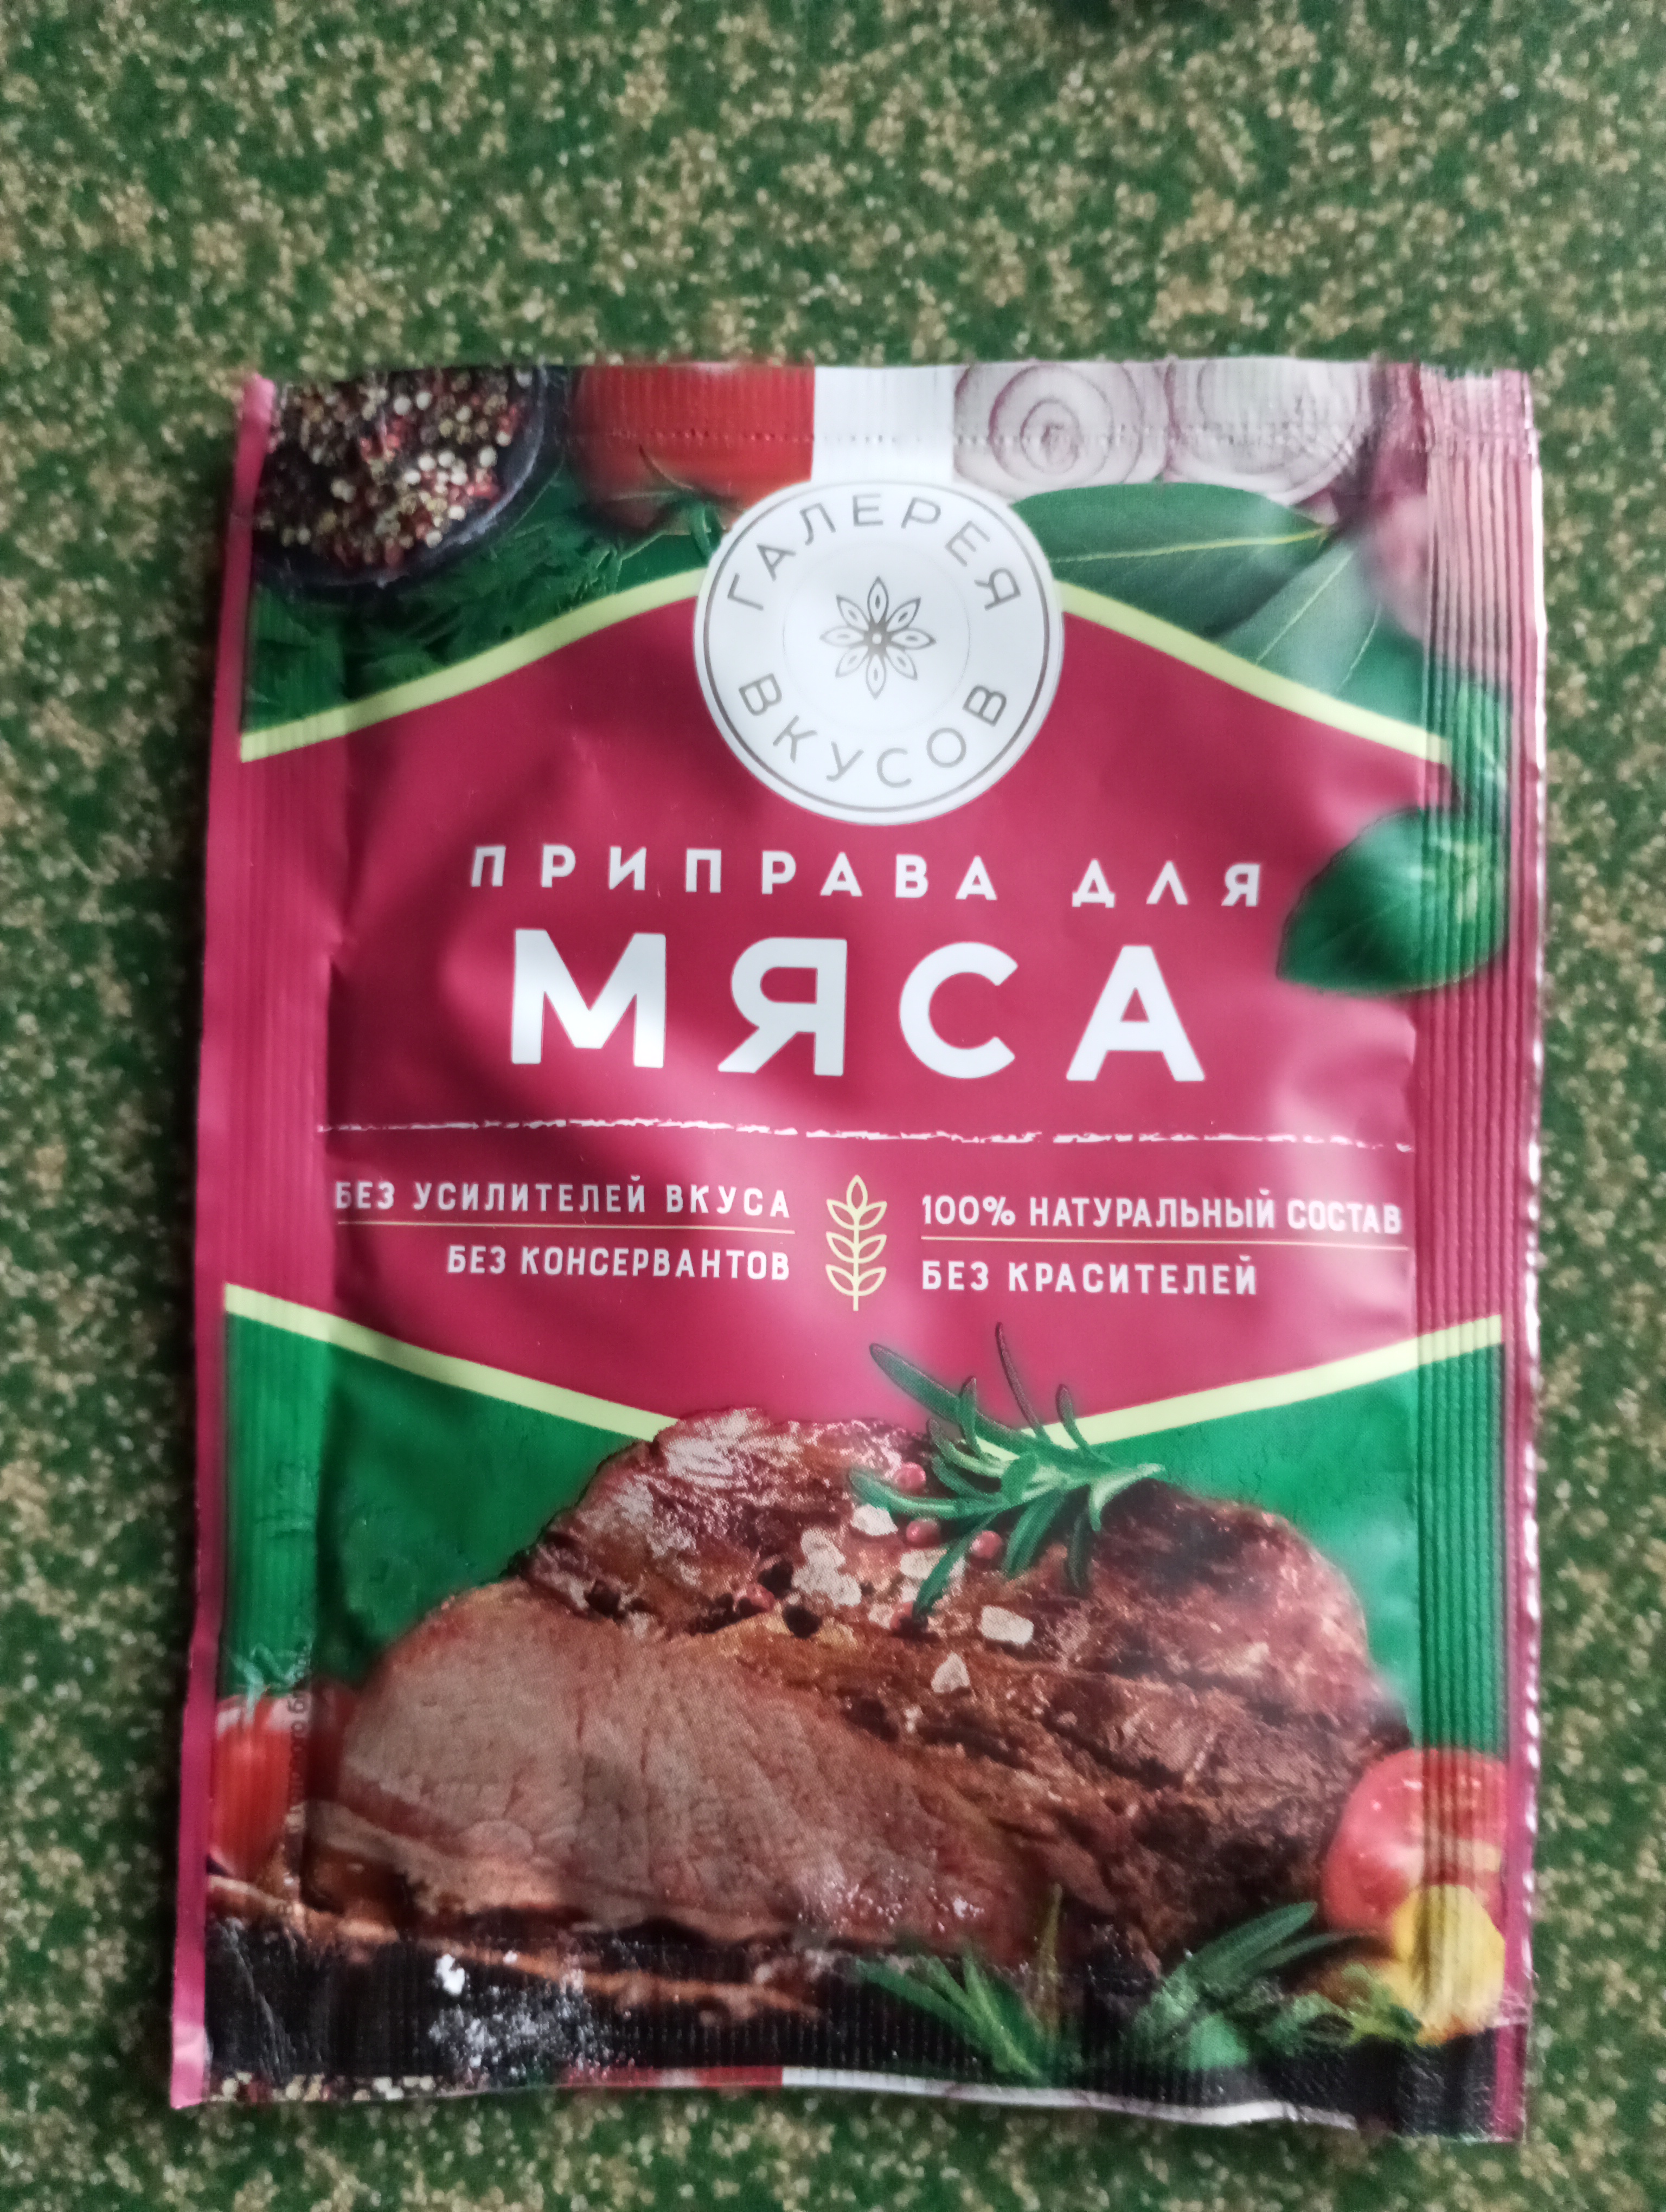 ГАЛЕРЕЯ
ВКУСОВ
ПРИПРАВА ДЛЯ
МЯСА
БЕЗ УСИЛИТЕЛЕЙ ВКУСА
БЕЗ КОНСЕРВАНТОВ
100% НАТУРАЛЬНЫЙ СОСТАВ
БЕЗ КРАСИТЕЛЕЙ